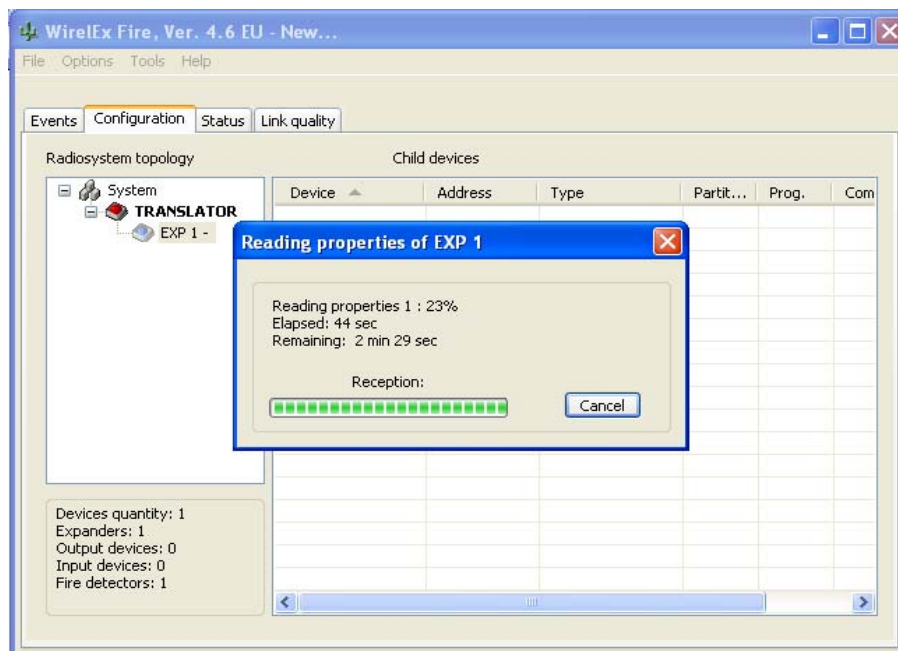 WirelEx Fire, Ver. 4.6 EU - New...
File Options Tools Help
Events Configuration Status Link quality
Radiosystem topology Child devices
System
TRANSLATOR
EXP 1 -
Device Address Type Partit... Prog. Com
Reading properties of EXP 1
Reading properties 1 : 23%
Elapsed: 44 sec
Remaining: 2 min 29 sec
Reception:
Cancel
Devices quantity: 1
Expanders: 1
Output devices: 0
Input devices: 0
Fire detectors: 1